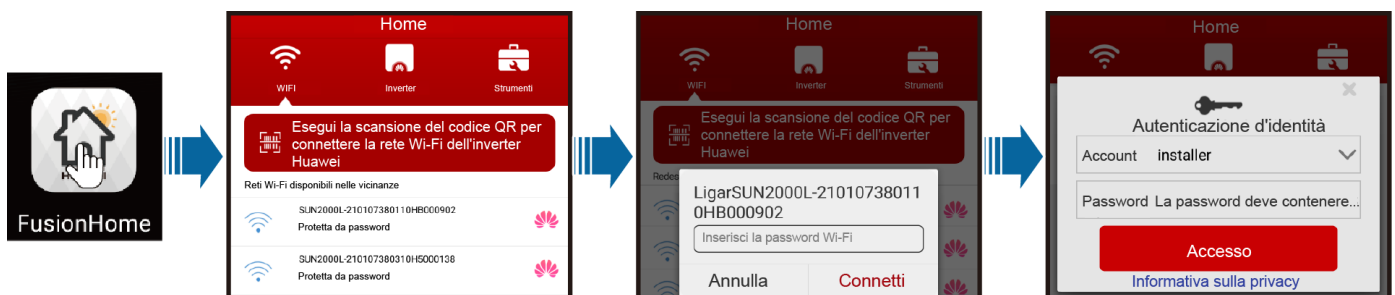 FusionHome
Home
WIFI
Inverter
Strumenti
Esegui la scansione del codice QR per
connettere la rete Wi-Fi dell'inverter
Huawei
Reti Wi-Fi disponibili nelle vicinanze
SUN2000L-210107380110HB000902
Protetta da password
SUN2000L-210107380310H5000138
Protetta da password
Home
WIFI
Inverter
Strumenti
Esegui la scansione del codice QR per
connettere la rete Wi-Fi dell'inverter
Huawei
Redes
LigarSUN2000L-21010738011
0HB000902
Inserisci la password Wi-Fi
Annulla
Connetti
Home
Autenticazione d'identità
Account installer
Password La password deve contenere...
Accesso
Informativa sulla privacy